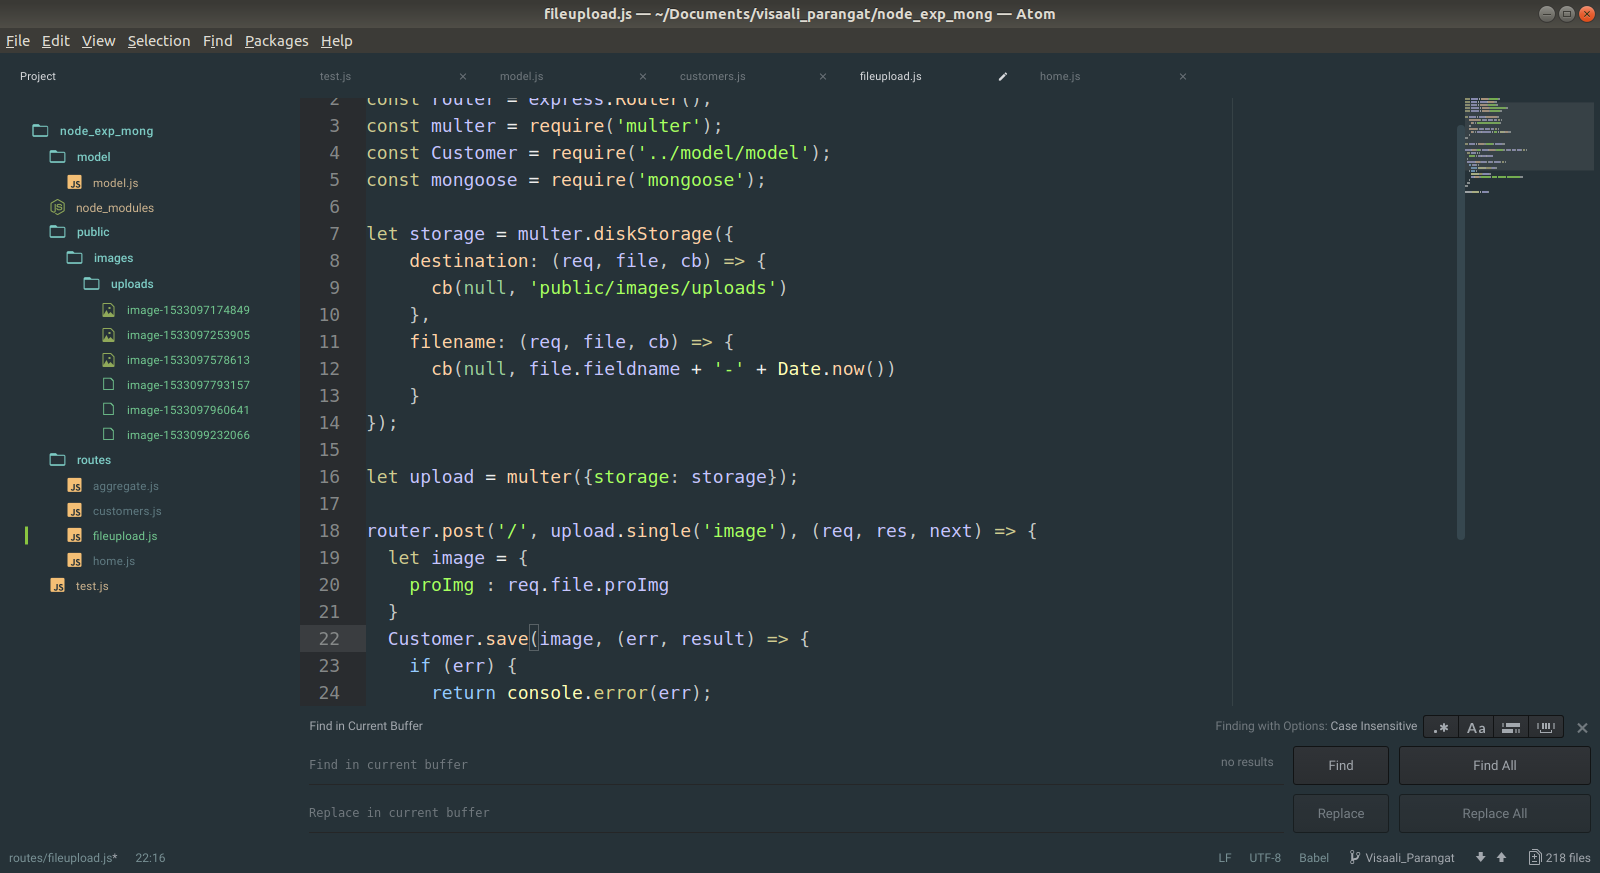 fileupload.js — ~/Documents/visaali_parangat/node_exp_mong — Atom
File Edit View Selection Find Packages Help
Project
test.js model.js customers.js fileupload.js home.js
node_exp_mong
model
model.js
node_modules
public
images
uploads
image-1533097174849
image-1533097253905
image-1533097578613
image-1533097793157
image-1533097960641
image-1533099232066
routes
aggregate.js
customers.js
fileupload.js
home.js
test.js
2 const router = express.Router();
3 const multer = require('multer');
4 const Customer = require('../model/model');
5 const mongoose = require('mongoose');
6
7 let storage = multer.diskStorage({
8 destination: (req, file, cb) => {
9 cb(null, 'public/images/uploads')
10 },
11 filename: (req, file, cb) => {
12 cb(null, file.fieldname + '-' + Date.now())
13 }
14 });
15
16 let upload = multer({storage: storage});
17
18 router.post('/', upload.single('image'), (req, res, next) => {
19 let image = {
20 proImg : req.file.proImg
21 }
22 Customer.save(image, (err, result) => {
23 if (err) {
24 return console.error(err);
Find in Current Buffer
Finding with Options: Case Insensitive .* Aa
Find in current buffer no results Find Find All
Replace in current buffer Replace Replace All
routes/fileupload.js* 22:16 LF UTF-8 Babel Visaali_Parangat 218 files